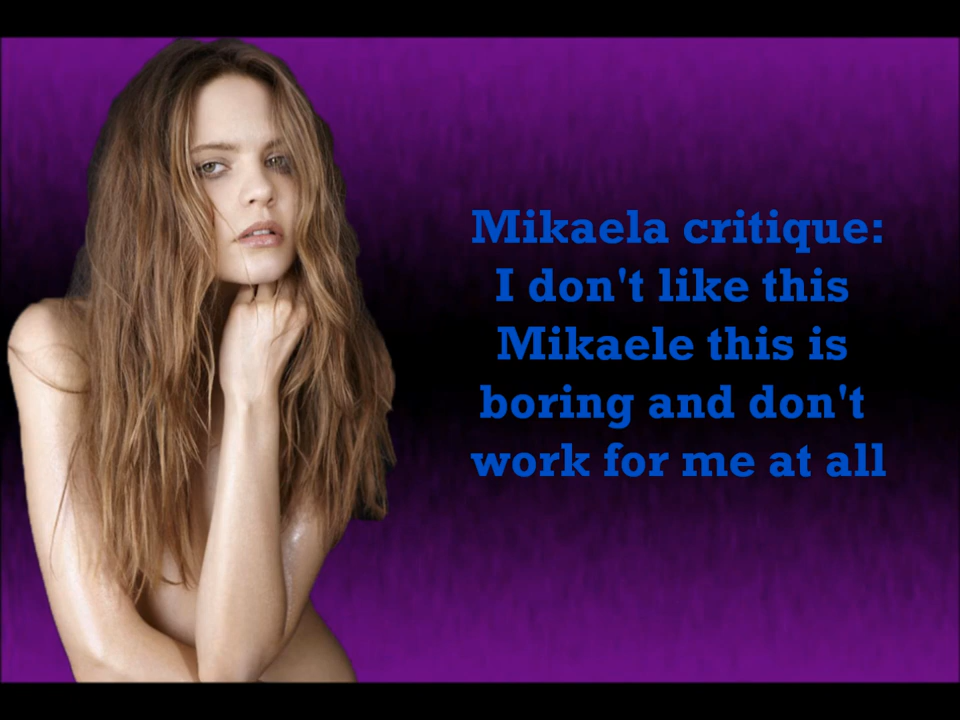 Mikaela critique:
I don't like this
Mikaele this is
boring and don't
work for me at all